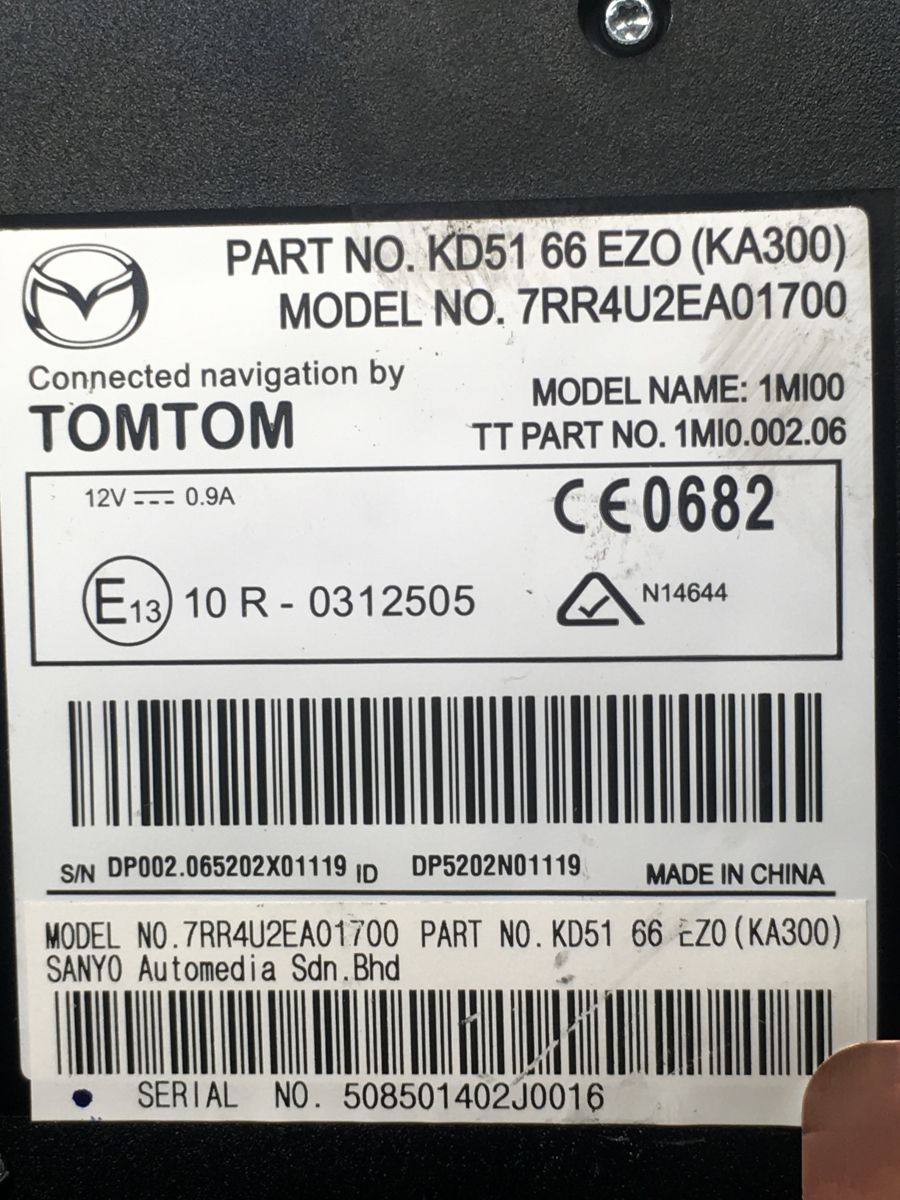 PART NO. KD51 66 EZO (KA300)
MODEL NO. 7RR4U2EA01700
Connected navigation by
TOMTOM
MODEL NAME: 1MI00
TT PART NO. 1MI0.002.06
12V 0.9A
CE0682
E13 10 R - 0312505
N14644
S/N DP002.065202X01119 ID DP5202N01119 MADE IN CHINA
MODEL NO.7RR4U2EA01700 PART NO.KD51 66 EZ0(KA300)
SANYO Automedia Sdn.Bhd
SERIAL NO. 508501402J0016